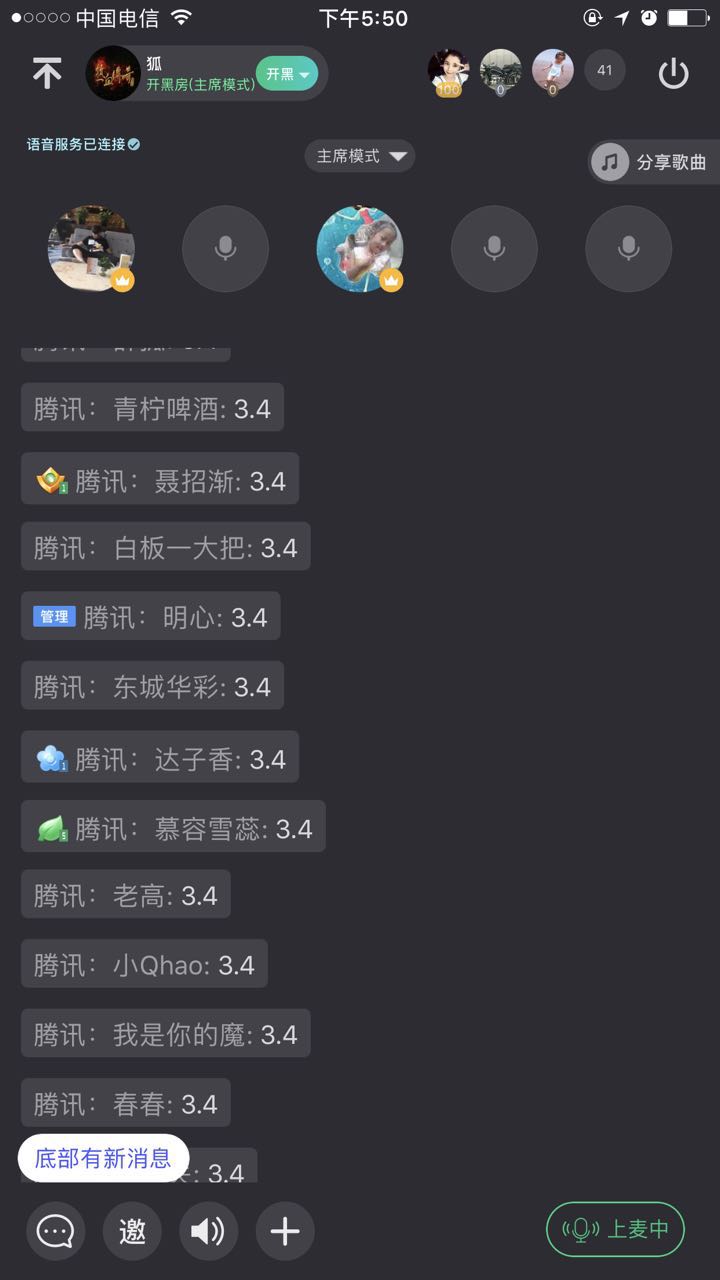 中国电信
下午5:50
狐
开黑房(主席模式)
开黑
100
0
0
41
语音服务已连接
主席模式
分享歌曲
腾讯：青柠啤酒: 3.4
1
腾讯：聂招渐: 3.4
腾讯：白板一大把: 3.4
管理 腾讯：明心: 3.4
腾讯：东城华彩: 3.4
1
腾讯：达子香: 3.4
5
腾讯：慕容雪蕊: 3.4
腾讯：老高: 3.4
腾讯：小Qhao: 3.4
腾讯：我是你的魔: 3.4
腾讯：春春: 3.4
底部有新消息
: 3.4
邀
上麦中